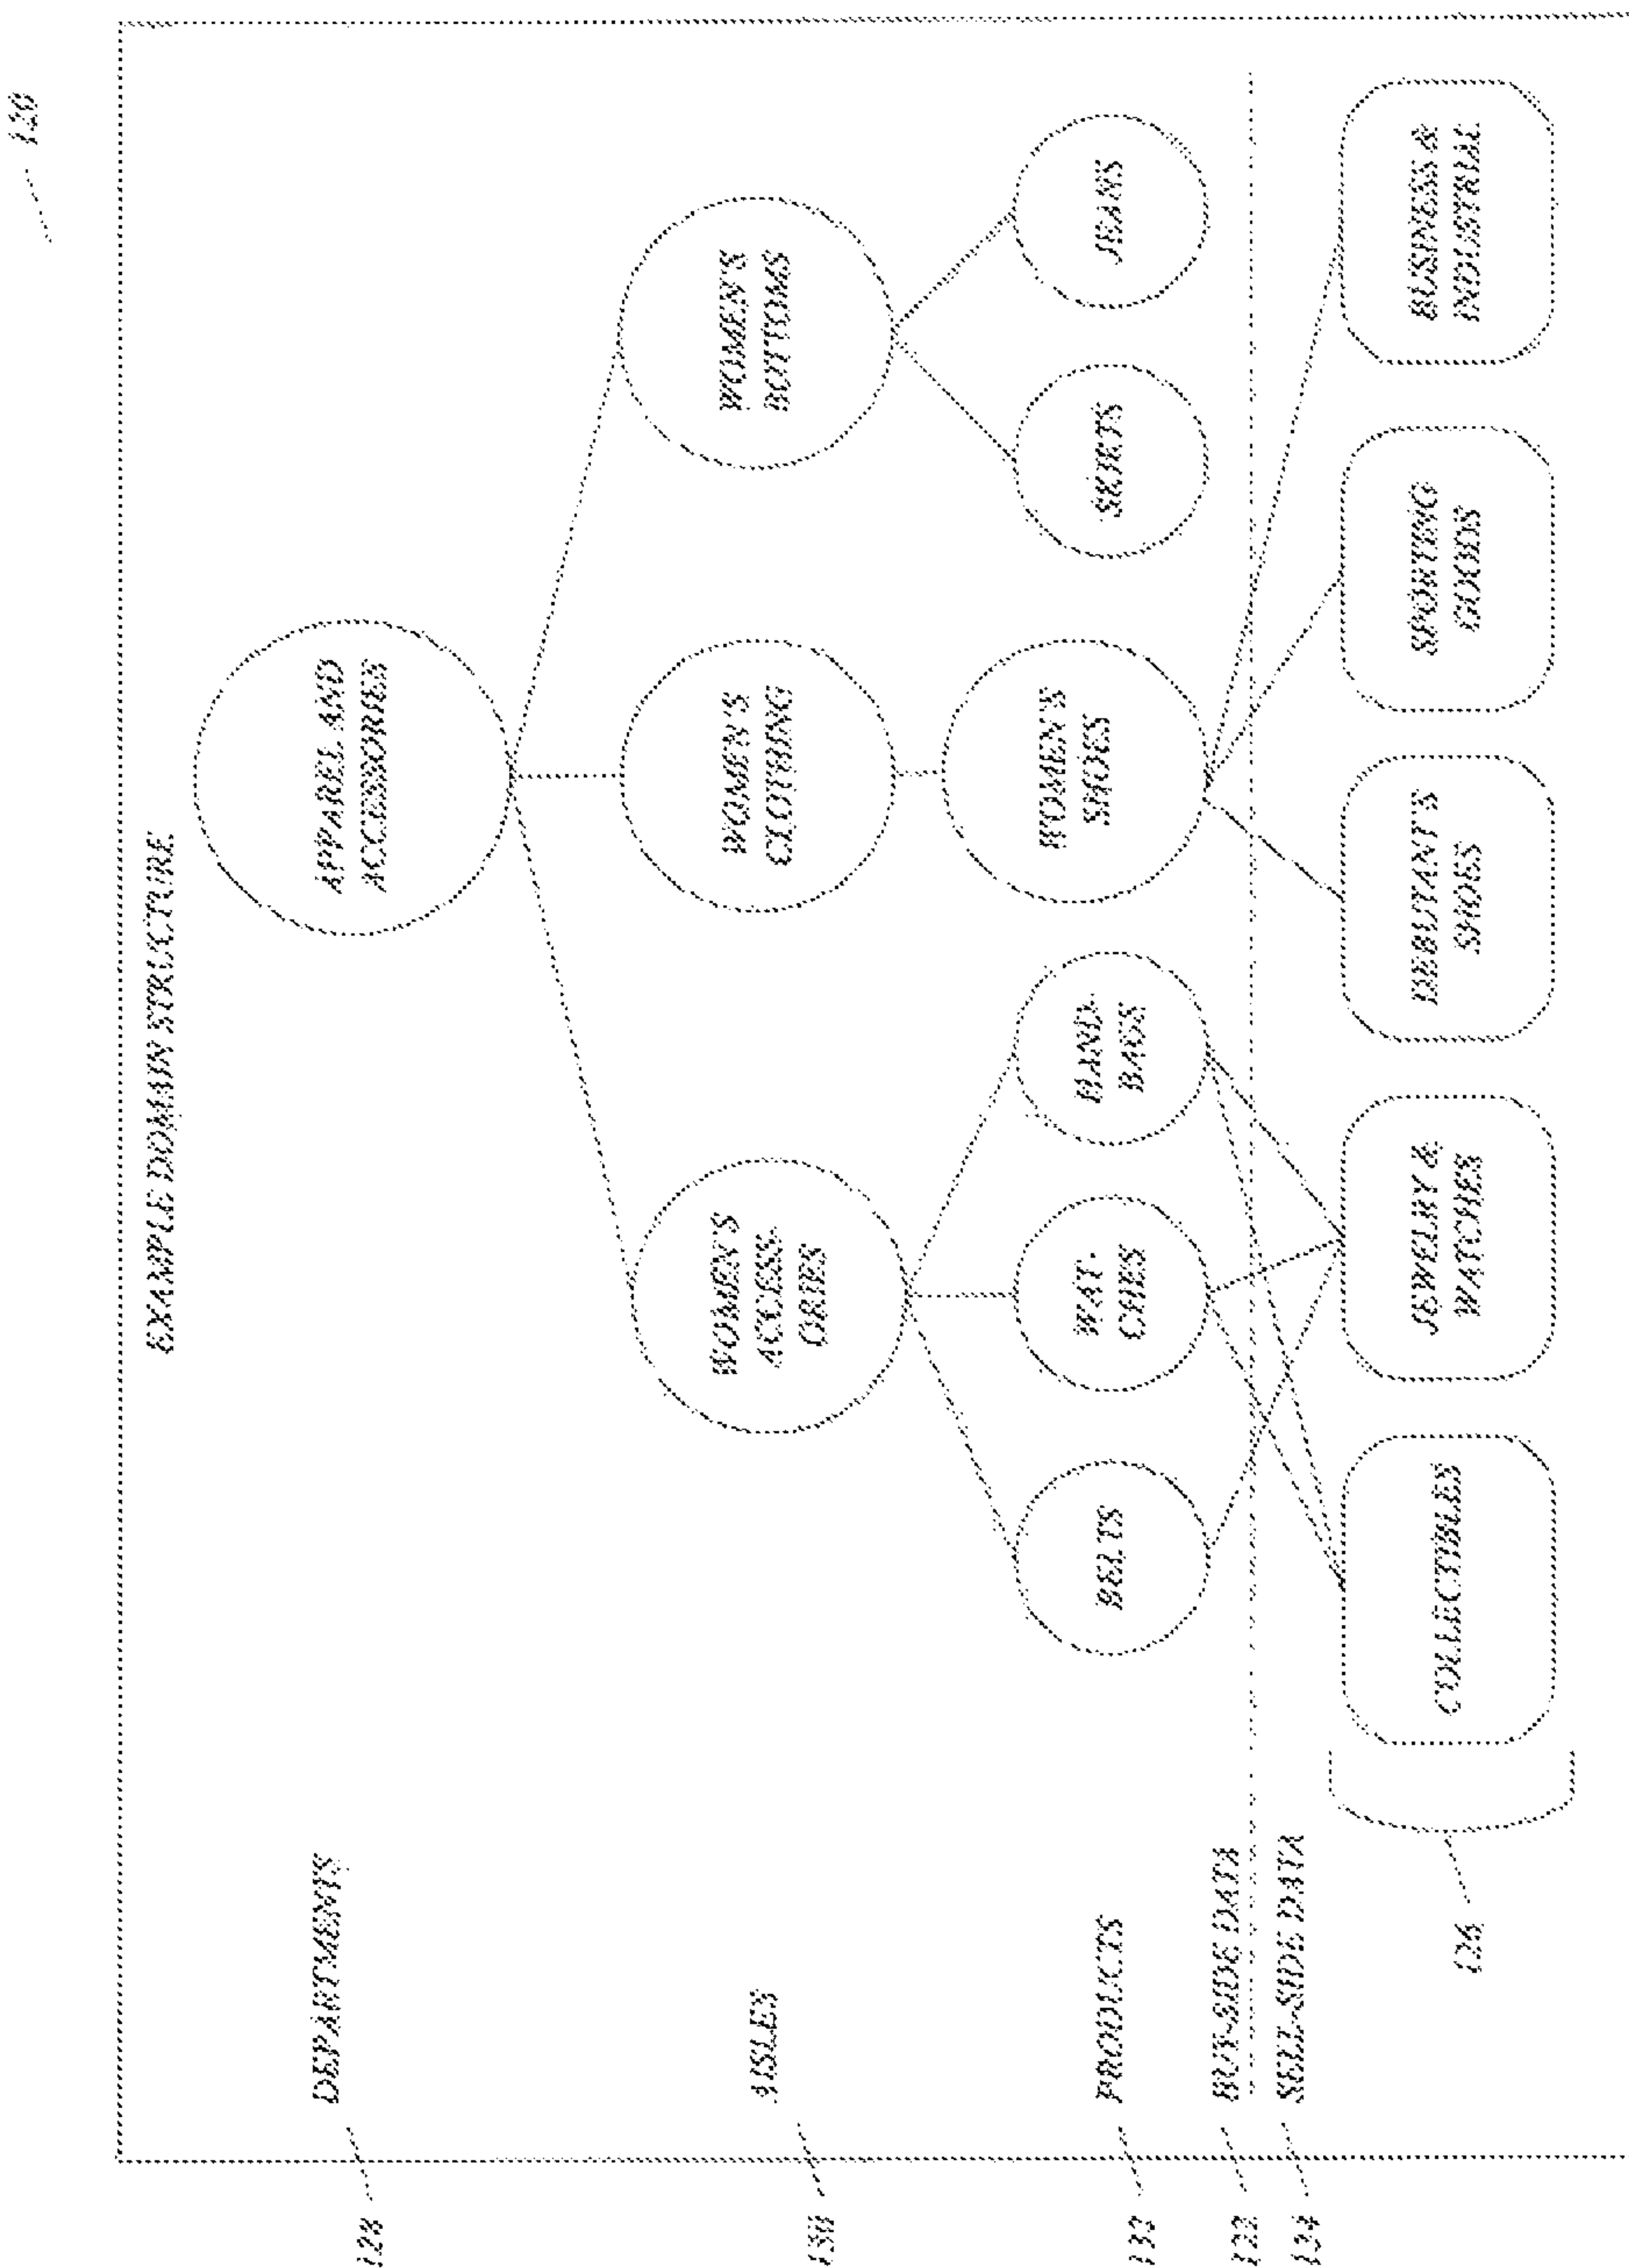 120
EXAMPLE DOMAIN STRUCTURE
128
DEPARTMENTS
APPAREL AND
ACCESSORIES
130
AISLES
WOMEN'S
ACCESS-
ORIES
WOMEN'S
CLOTHING
WOMEN'S
BOTTOMS
132
PRODUCTS
BELTS
WAT-
CHES
HAND-
BAGS
WOMEN'S
SHOES
SKIRTS
JEANS
122
BUY-SIDE DATA
SELL-SIDE DATA
126
COLLECTIBLES
JEWELRY &
WATCHES
DEBUTANT'S
SHOES
SPORTING
GOODS
BUSINESS &
INDUSTRIAL